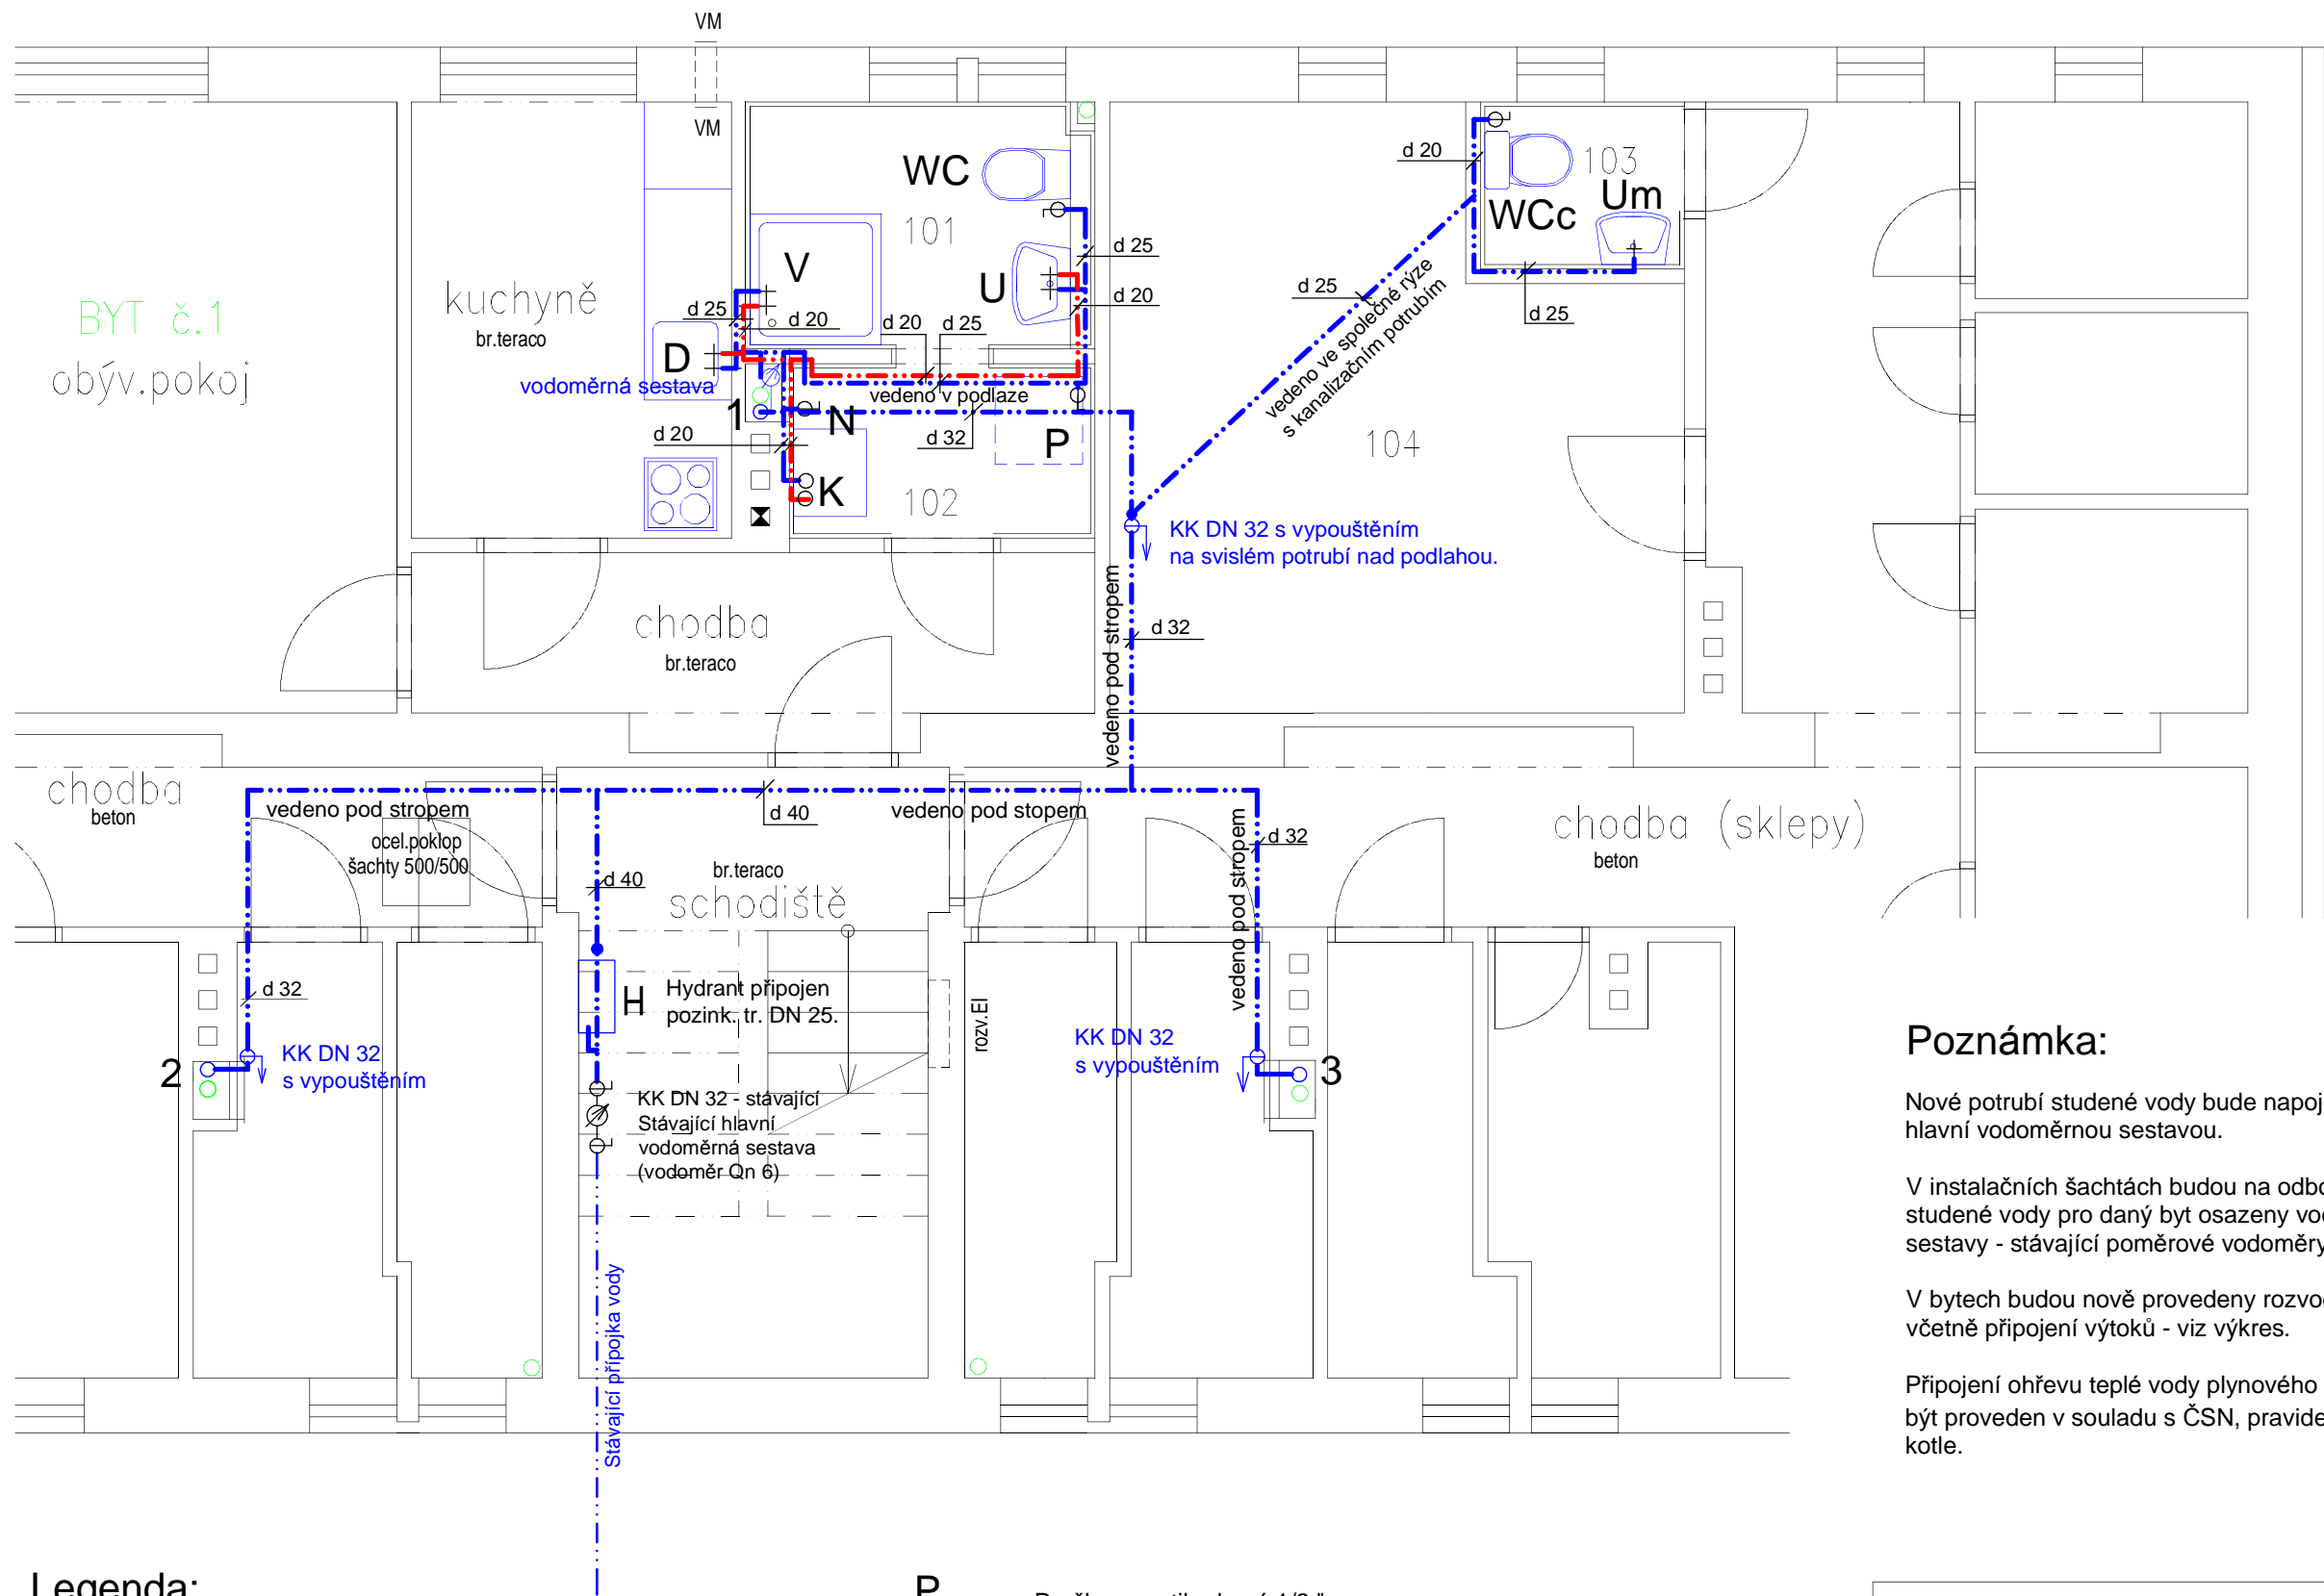 VM
VM
WC
101
V
U
d 25
d 20
d 20
d 25
d 25
d 20
BYT č.1
obýv.pokoj
kuchyně
br.teraco
D
vodoměrná sestava
1
N
vedeno v podlaze
d 32
P
d 20
K
102
d 20
103
Um
WCc
d 25
d 25
vedeno ve společné rýze
s kanalizačním potrubím
104
KK DN 32 s vypouštěním
na svislém potrubí nad podlahou.
vedeno pod stropem
d 32
chodba
br.teraco
chodba
beton
vedeno pod stropem
ocel.poklop
šachty 500/500
d 40
vedeno pod stopem
d 40
br.teraco
schodiště
vedeno pod stropem
d 32
chodba (sklepy)
beton
d 32
2
KK DN 32
s vypouštěním
H
Hydrant připojen
pozink. tr. DN 25.
rozv.El
KK DN 32
s vypouštěním
3
KK DN 32 - stávající
Stávající hlavní
vodoměrná sestava
(vodoměr Qn 6)
Stávající přípojka vody
Poznámka:
Nové potrubí studené vody bude napoj
hlavní vodoměrnou sestavou.
V instalačních šachtách budou na odbo
studené vody pro daný byt osazeny vo
sestavy - stávající poměrové vodoměry
V bytech budou nově provedeny rozvo
včetně připojení výtoků - viz výkres.
Připojení ohřevu teplé vody plynového
být proveden v souladu s ČSN, pravide
kotle.
Legenda:
P